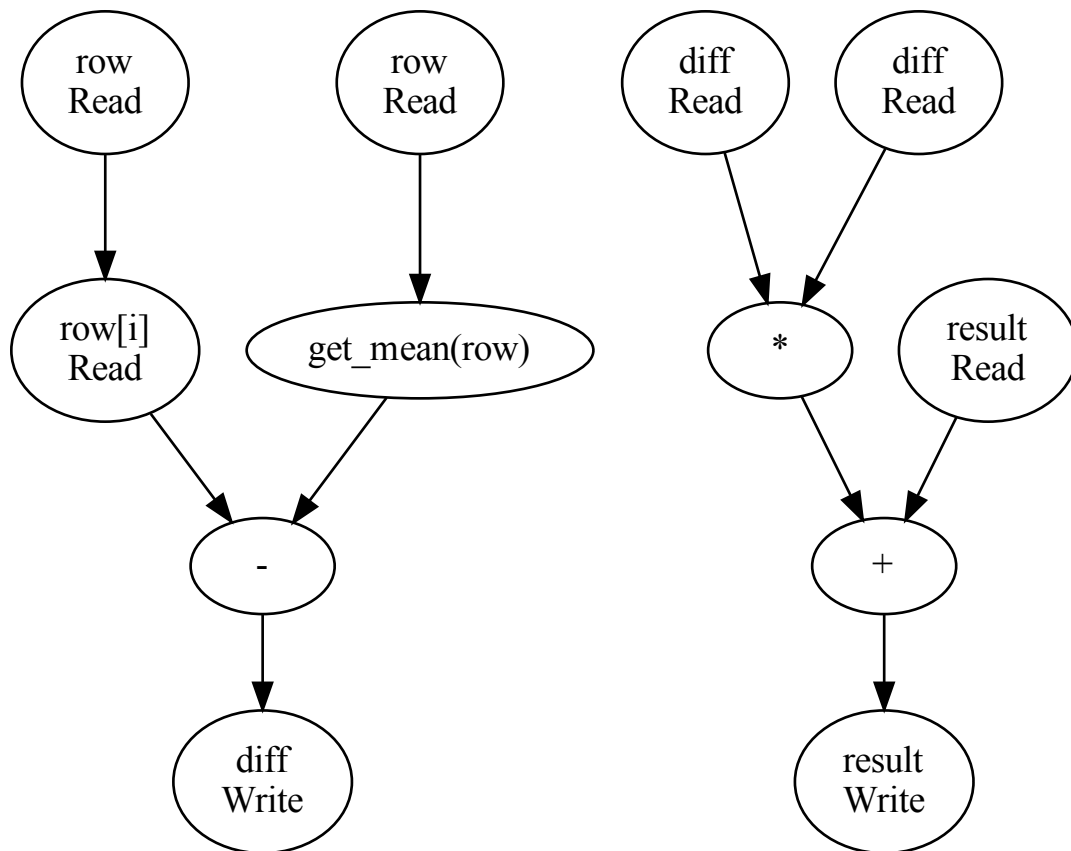 row
Read
row
Read
diff
Read
diff
Read
row[i]
Read
get_mean(row)
*
result
Read
-
+
diff
Write
result
Write